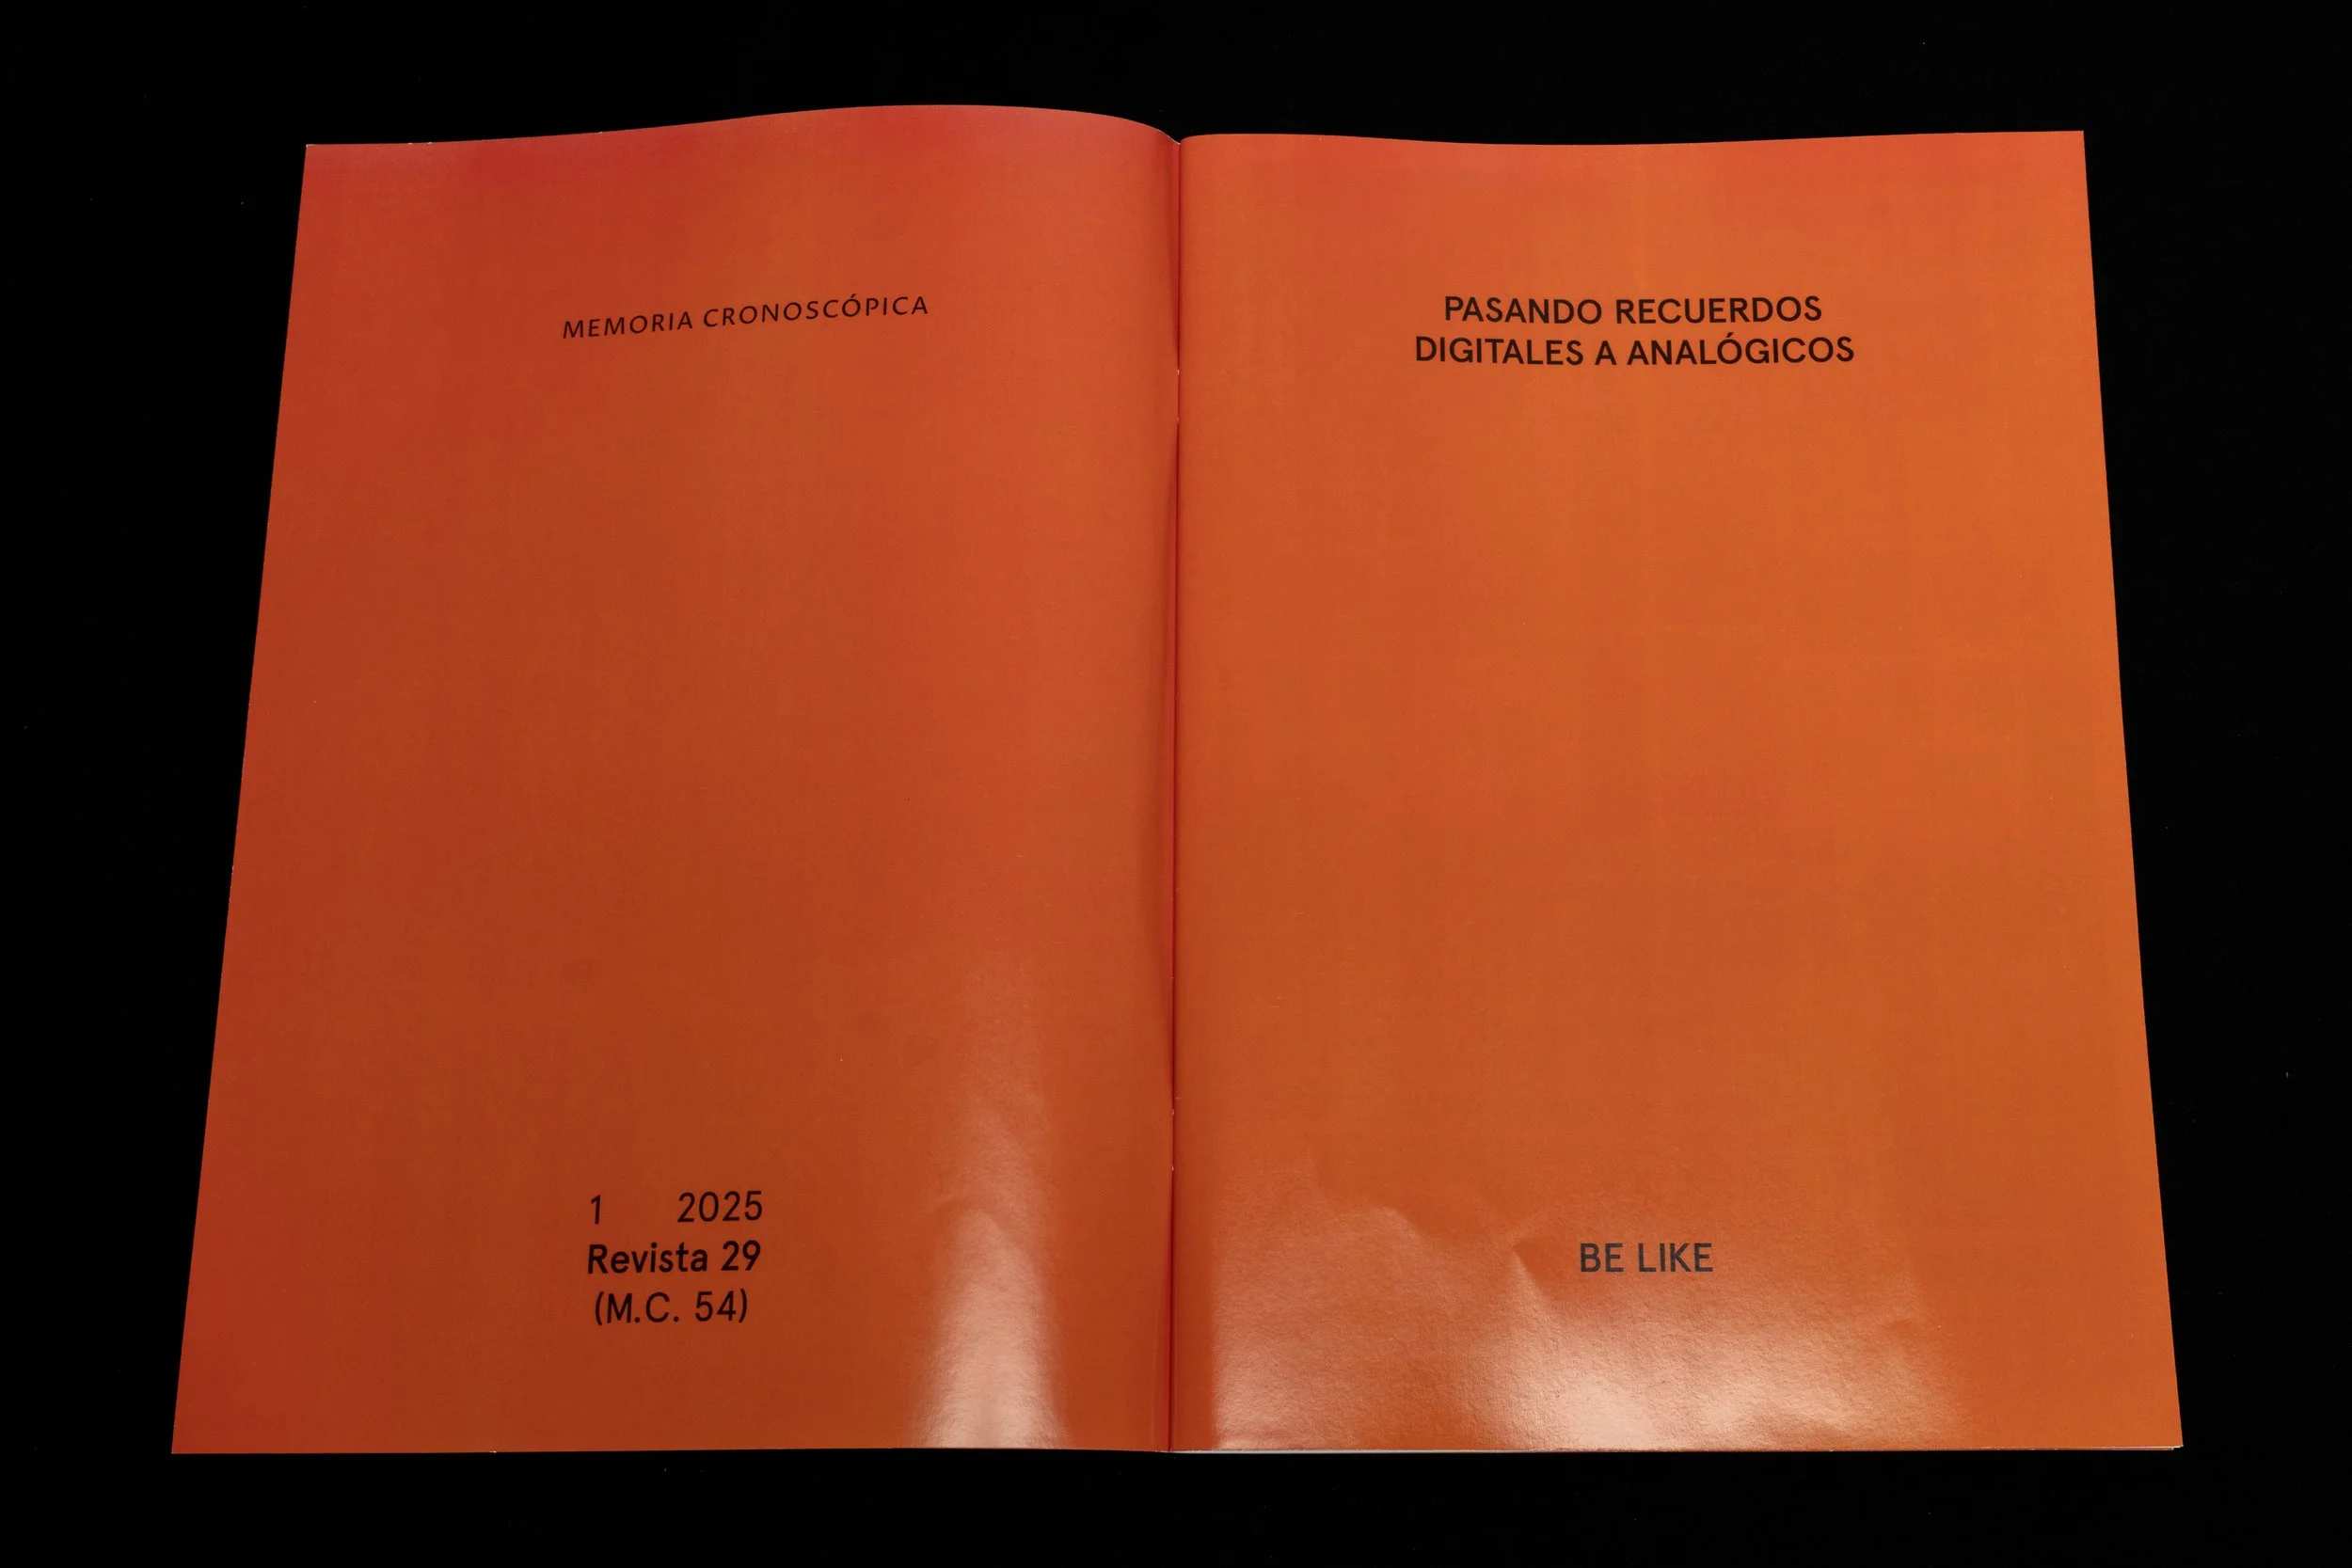 MEMORIA CRONOSCÓPICA
1 2025
Revista 29
(M.C. 54)
PASANDO RECUERDOS
DIGITALES A ANALÓGICOS
BE LIKE